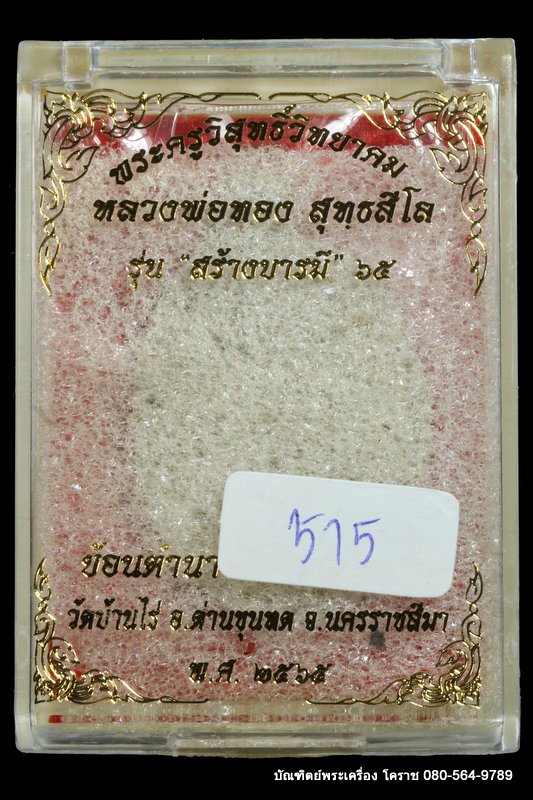 พระครูวิสุทธิ์วิทยาคม
หลวงพ่อทอง สุทธสีโล
รุ่น "สร้างบารมี" ๖๕
515
ย้อนตำนา
วัดบ้านไร่ อ.ด่านขุนทด จ.นครราชสีมา
พ.ศ. ๒๕๖๕
บัณฑิตย์พระเครื่อง โคราช 080-564-9789